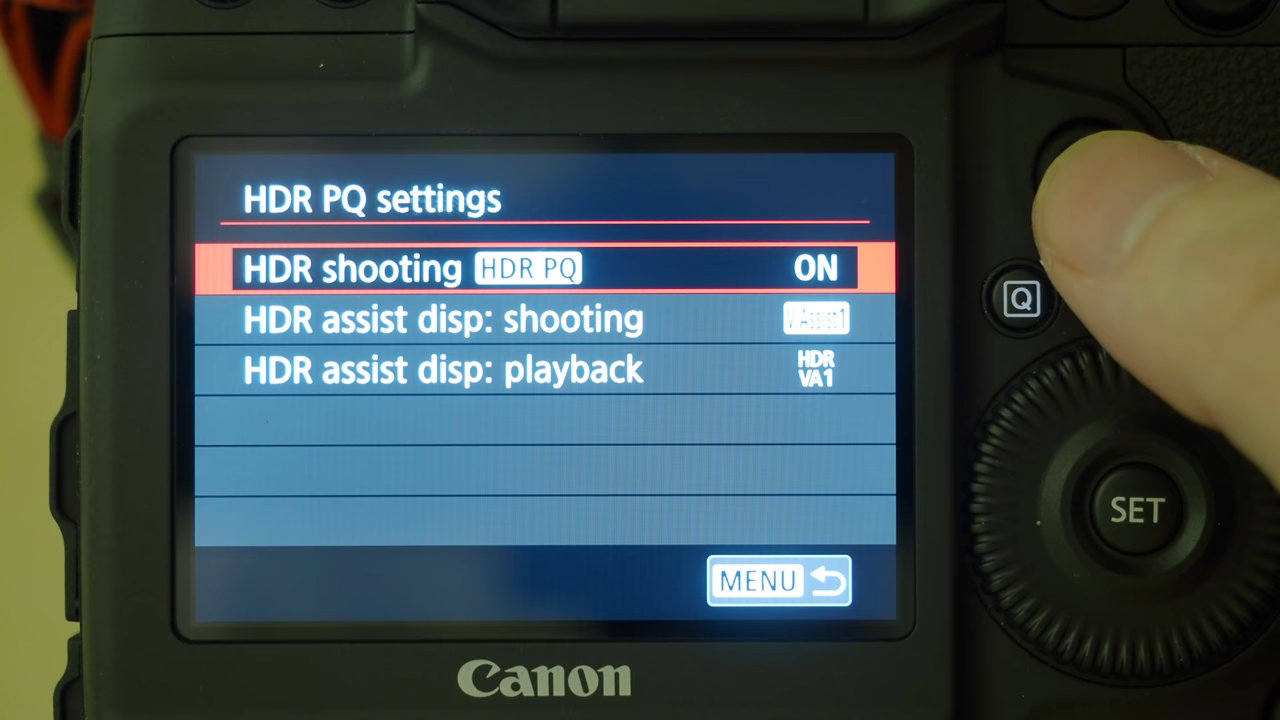 HDR PQ settings
HDR shooting HDR PQ ON
HDR assist disp: shooting V.Assist1
HDR assist disp: playback HDR VA1
MENU
Q
SET
Canon